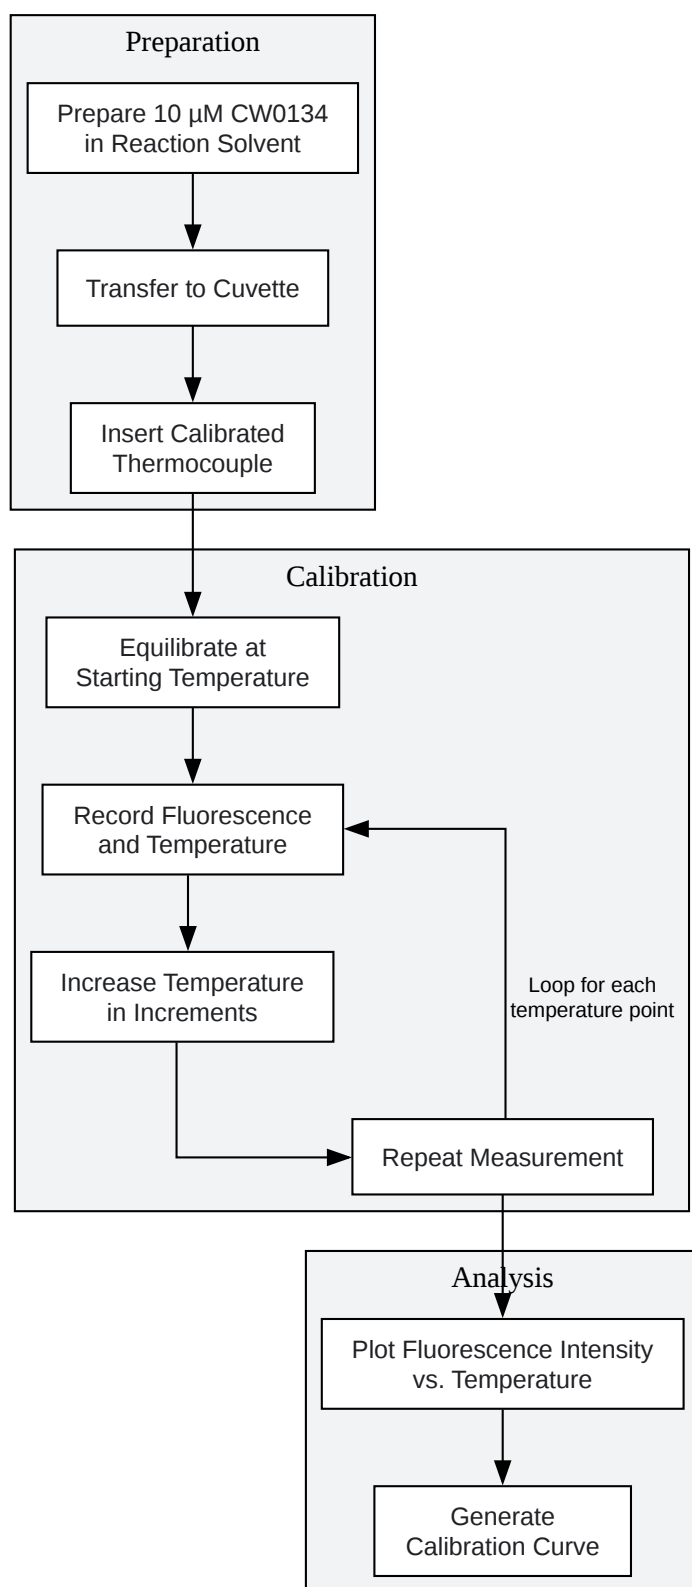 Preparation
Prepare 10 µM CW0134
in Reaction Solvent
Transfer to Cuvette
Insert Calibrated
Thermocouple
Calibration
Equilibrate at
Starting Temperature
Record Fluorescence
and Temperature
Increase Temperature
in Increments
Loop for each
temperature point
Repeat Measurement
Analysis
Plot Fluorescence Intensity
vs. Temperature
Generate
Calibration Curve